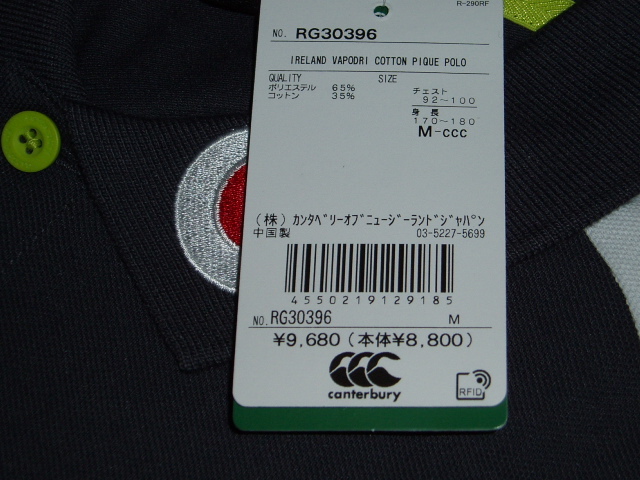 R-290RF
NO. RG30396
IRELAND VAPODRI COTTON PIQUE POLO
QUALITY SIZE
ポリエステル 65%
コットン 35%
チェスト
92~100
身 長
170~180
M-ccc
(株)カンタベリーオブニュージーランドジャパン
中国製 03-5227-5699
4550219129185
NO. RG30396 M
¥9,680(本体¥8,800)
canterbury
RFID